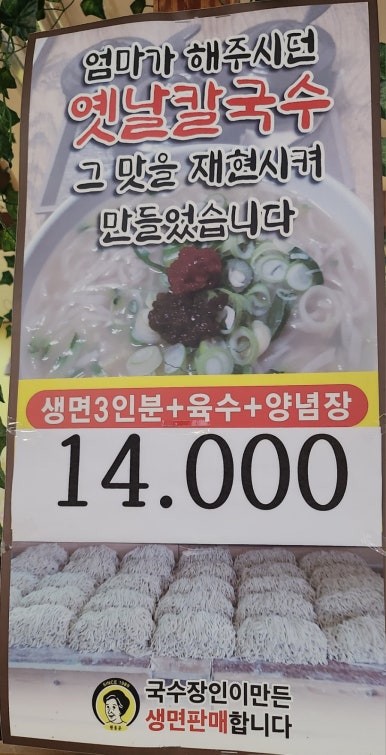 엄마가 해주시던
옛날칼국수
그 맛을 재현시켜
만들었습니다
생면3인분+육수+양념장
14.000
SINCE 1986
국수장인이만든
생면판매합니다